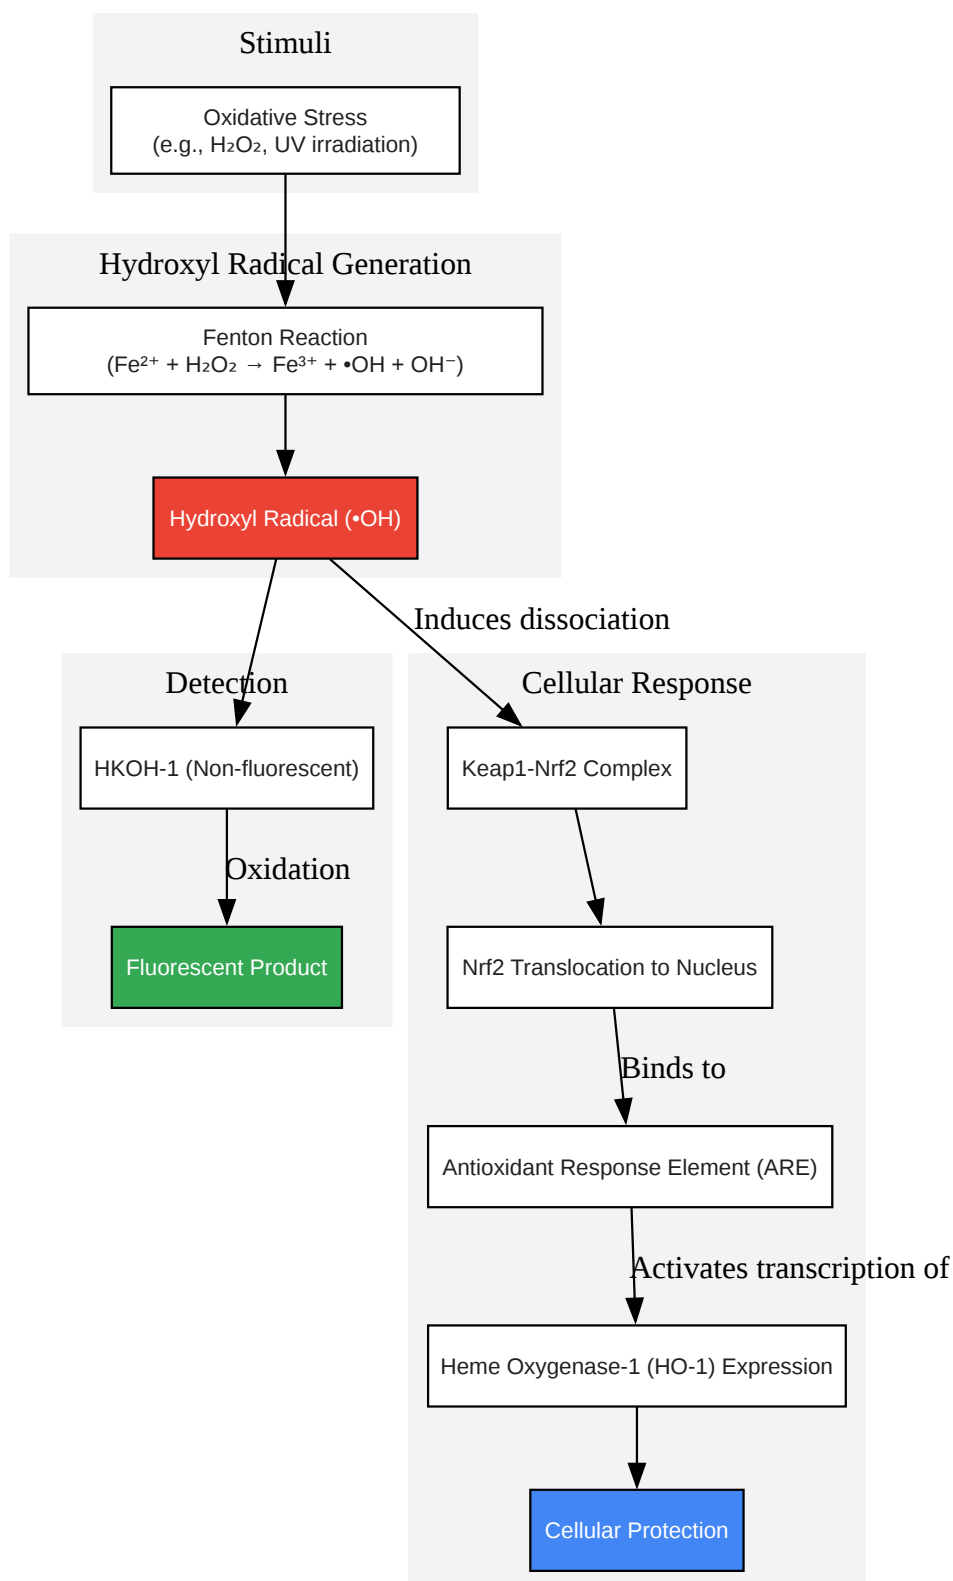 Stimuli
Oxidative Stress
(e.g., H₂O₂, UV irradiation)
Hydroxyl Radical Generation
Fenton Reaction
(Fe²⁺ + H₂O₂ → Fe³⁺ + •OH + OH⁻)
Hydroxyl Radical (•OH)
Induces dissociation
Detection
HKOH-1 (Non-fluorescent)
Oxidation
Fluorescent Product
Cellular Response
Keap1-Nrf2 Complex
Nrf2 Translocation to Nucleus
Binds to
Antioxidant Response Element (ARE)
Activates transcription of
Heme Oxygenase-1 (HO-1) Expression
Cellular Protection